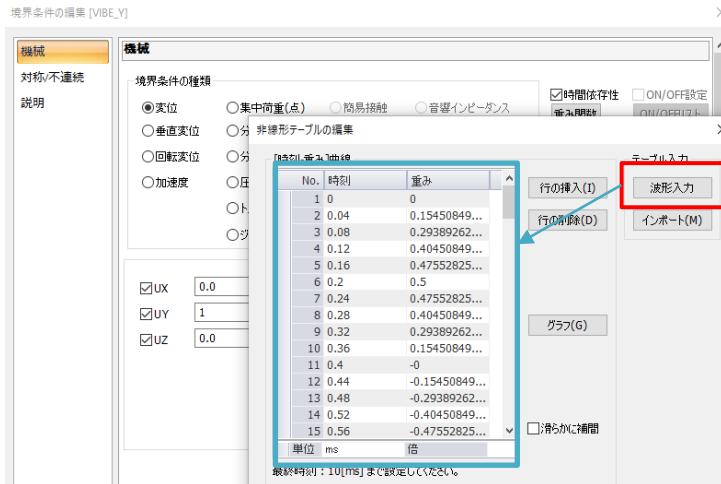 境界条件の編集 [VIBE_Y]
機械
対称/不連続
説明
機械
境界条件の種類
変位
集中荷重(点)
簡易接触
音響インピーダンス
垂直変位
回転変位
加速度
時間依存性
ON/OFF設定
重み関数
ON/OFFリスト
UX 0.0
UY 1
UZ 0.0
非線形テーブルの編集
[時刻-重み]曲線
No. 時刻 重み
1 0 0
2 0.04 0.15450849...
3 0.08 0.29389262...
4 0.12 0.40450849...
5 0.16 0.47552825...
6 0.2 0.5
7 0.24 0.47552825...
8 0.28 0.40450849...
9 0.32 0.29389262...
10 0.36 0.15450849...
11 0.4 -0
12 0.44 -0.15450849...
13 0.48 -0.29389262...
14 0.52 -0.40450849...
15 0.56 -0.47552825...
単位 ms 倍
最終時刻：10[ms]まで設定してください。
行の挿入(I)
行の削除(D)
グラフ(G)
滑らかに補間
テーブル入力
波形入力
インポート(M)